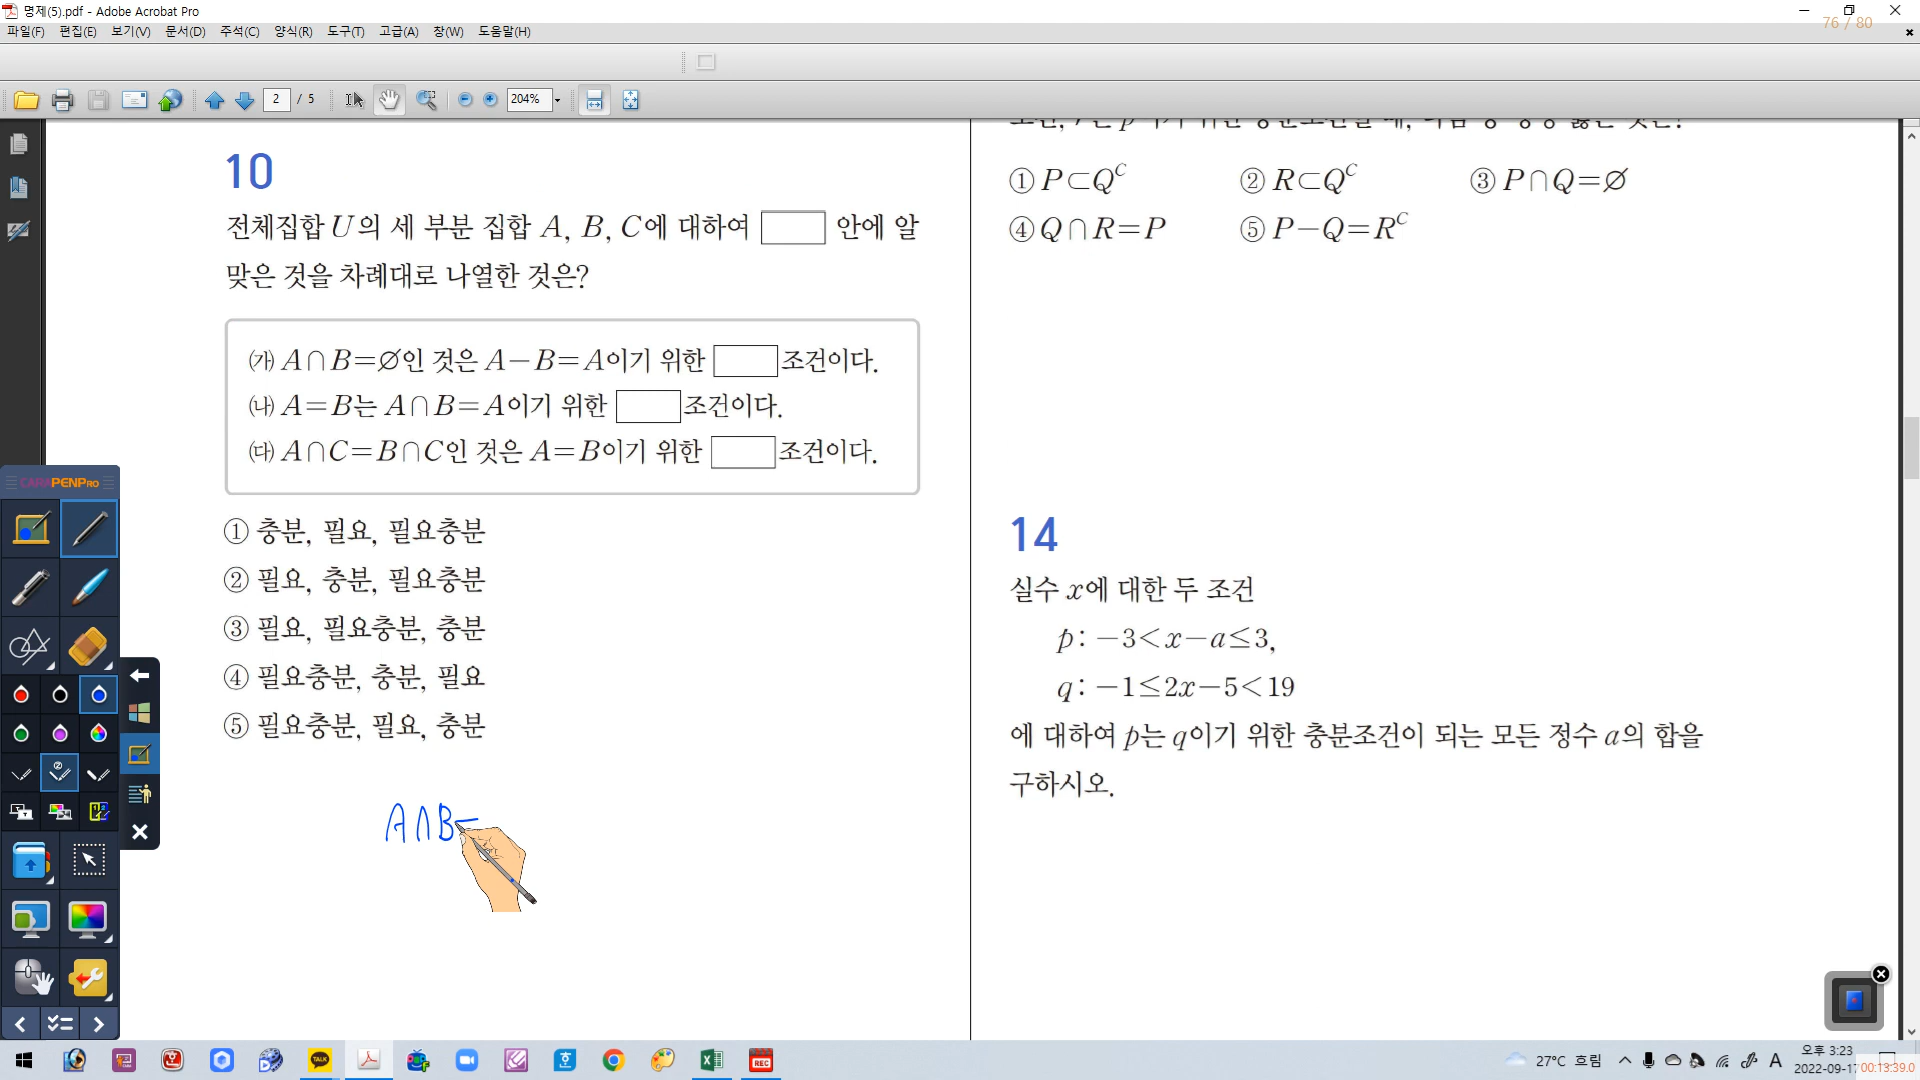 명제(5).pdf - Adobe Acrobat Pro
76 / 80
파일(F) 편집(E) 보기(V) 문서(D) 주석(C) 양식(R) 도구(T) 고급(A) 창(W) 도움말(H)
2 / 5 204%
10
전체집합 U의 세 부분 집합 A, B, C에 대하여 안에 알
맞은 것을 차례대로 나열한 것은?
㈎ A∩B=∅인 것은 A-B=A이기 위한 조건이다.
㈏ A=B는 A∩B=A이기 위한 조건이다.
㈐ A∩C=B∩C인 것은 A=B이기 위한 조건이다.
① 충분, 필요, 필요충분
② 필요, 충분, 필요충분
③ 필요, 필요충분, 충분
④ 필요충분, 충분, 필요
⑤ 필요충분, 필요, 충분
A∩B=
① P⊂Q^C ② R⊂Q^C ③ P∩Q=∅
④ Q∩R=P ⑤ P-Q=R^C
14
실수 x에 대한 두 조건
p: -3<x-a≤3,
q: -1≤2x-5<19
에 대하여 p는 q이기 위한 충분조건이 되는 모든 정수 a의 합을
구하시오.
CARAPENPRO
TALK
REC
27°C 흐림
A
오후 3:23
2022-09-17
00:13:39.0